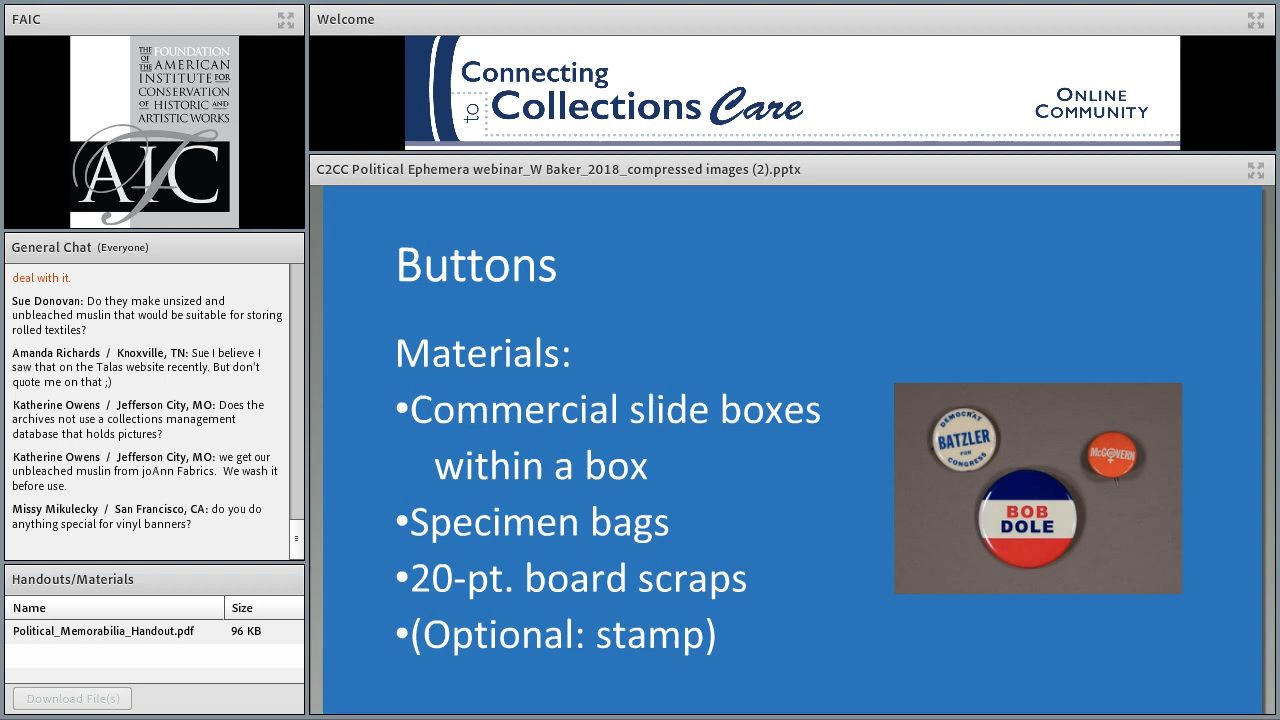 FAIC
THE FOUNDATION
OF THE AMERICAN
INSTITUTE FOR
CONSERVATION
OF HISTORIC AND
ARTISTIC WORKS
AIC
General Chat (Everyone)
deal with it.
Sue Donovan: Do they make unsized and
unbleached muslin that would be suitable for storing
rolled textiles?
Amanda Richards / Knoxville, TN: Sue I believe I
saw that on the Talas website recently. But don't
quote me on that ;)
Katherine Owens / Jefferson City, MO: Does the
archives not use a collections management
database that holds pictures?
Katherine Owens / Jefferson City, MO: we get our
unbleached muslin from joAnn Fabrics. We wash it
before use.
Missy Mikulecky / San Francisco, CA: do you do
anything special for vinyl banners?
Handouts/Materials
Name Size
Political_Memorabilia_Handout.pdf 96 KB
Download File(s)
Welcome
Connecting
to Collections Care
ONLINE
COMMUNITY
C2CC Political Ephemera webinar_W Baker_2018_compressed images (2).pptx
Buttons
Materials:
•Commercial slide boxes
within a box
•Specimen bags
•20-pt. board scraps
•(Optional: stamp)
DEMOCRAT
BATZLER
FOR
CONGRESS
McGOVERN
BOB
DOLE